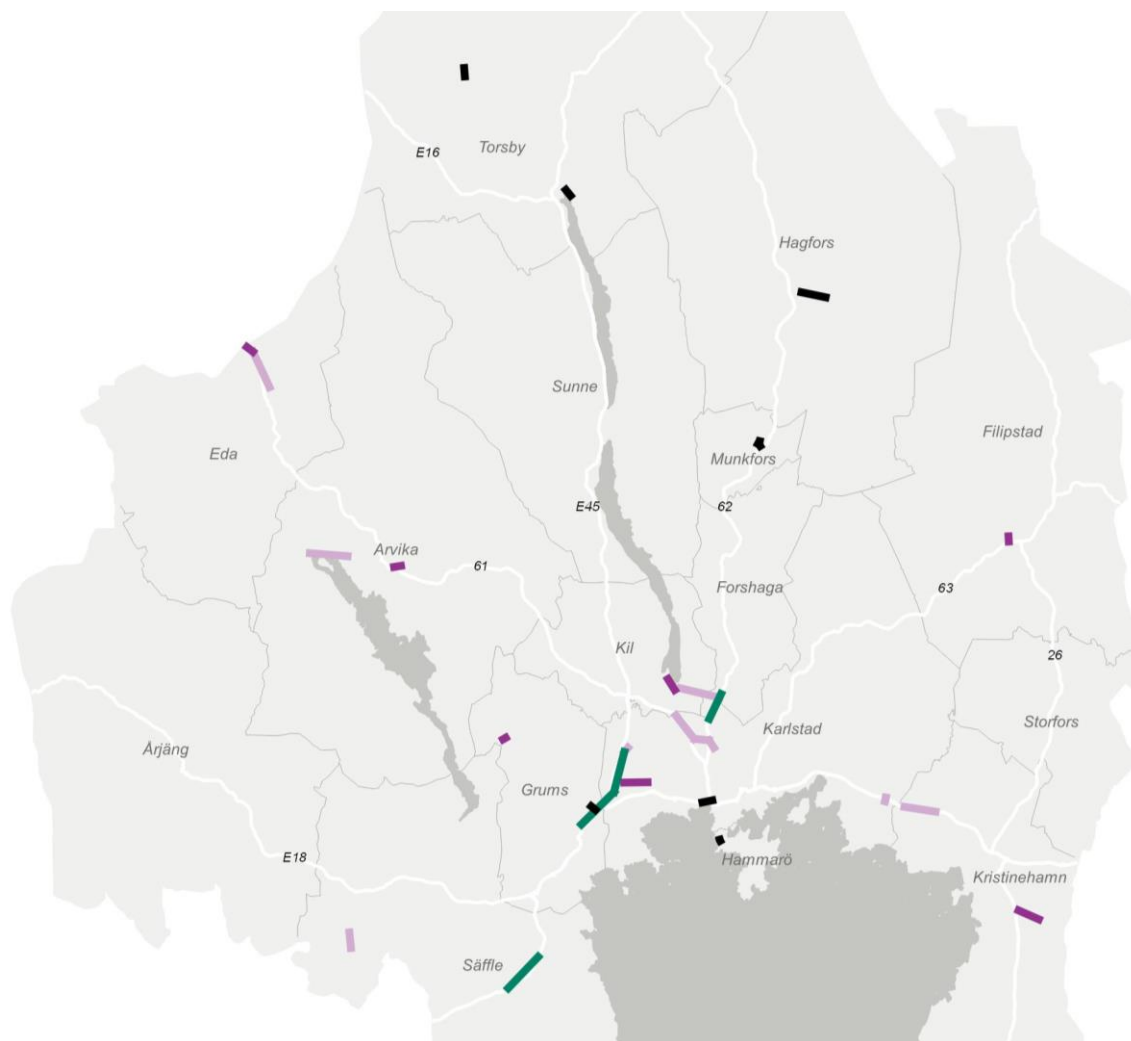 Torsby
E16
Hagfors
Sunne
Filipstad
Eda
Munkfors
E45
62
Arvika
61
Forshaga
63
Kil
26
Storfors
Karlstad
Årjäng
Grums
E18
Hammarö
Kristinehamn
Säffle